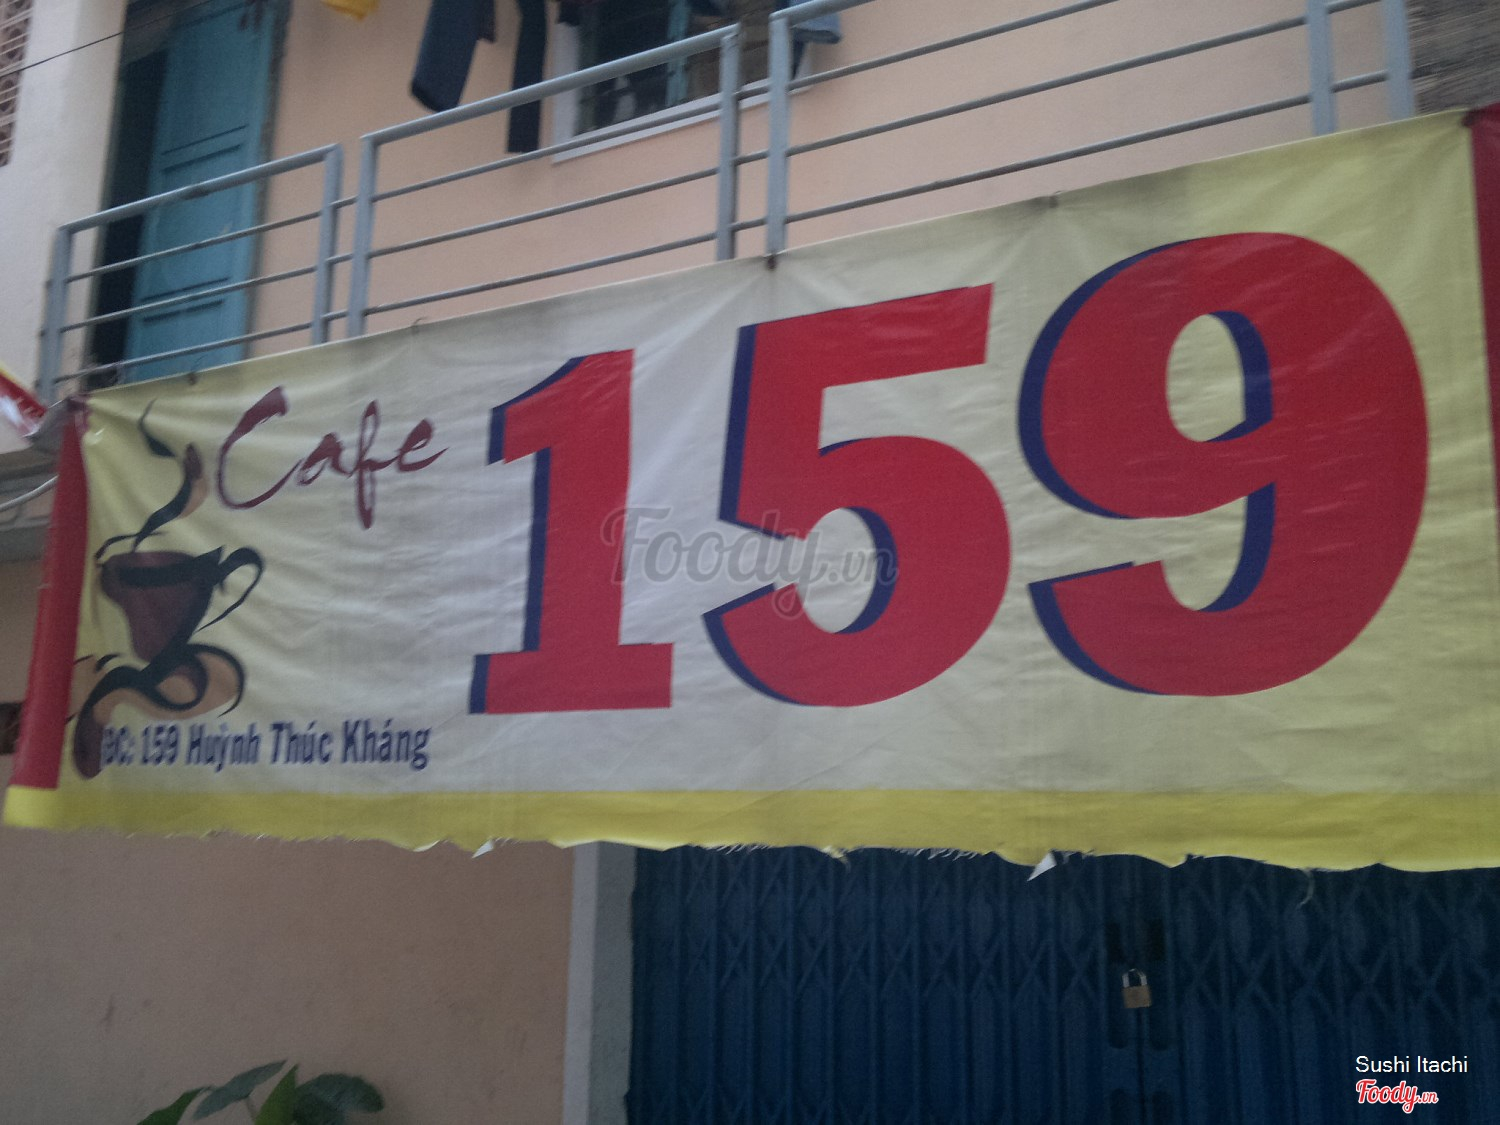 Cafe 159
ĐC: 159 Huỳnh Thúc Kháng
Foody.vn
Sushi Itachi
Foody.vn